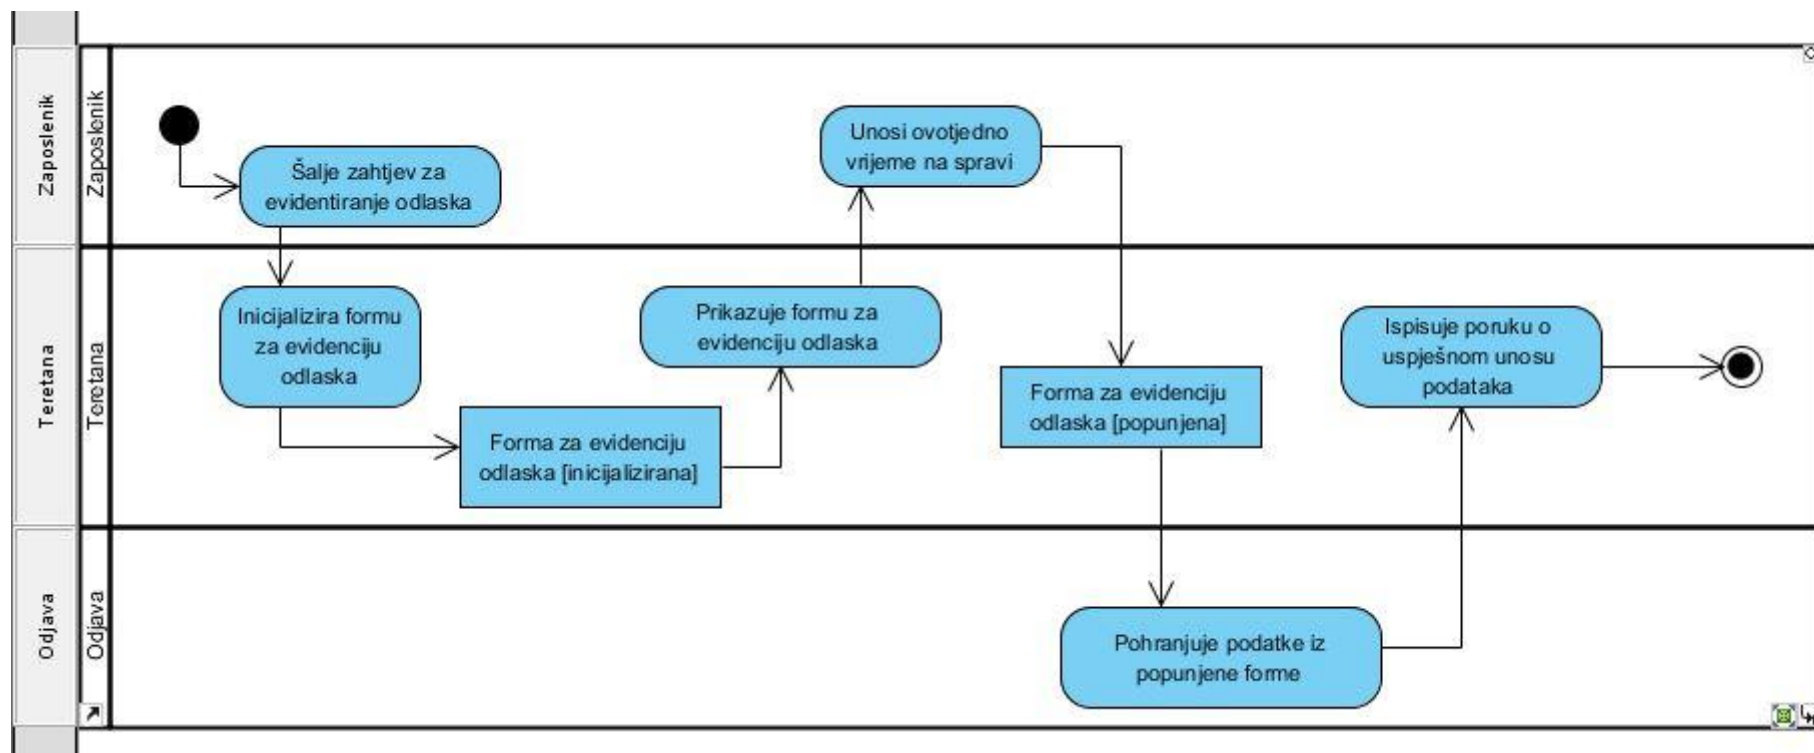 Zaposlenik
Zaposlenik
Šalje zahtjev za
evidentiranje odlaska
Unosi ovotjedno
vrijeme na spravi
Teretana
Teretana
Inicijalizira formu
za evidenciju
odlaska
Forma za evidenciju
odlaska [inicijalizirana]
Prikazuje formu za
evidenciju odlaska
Forma za evidenciju
odlaska [popunjena]
Ispisuje poruku o
uspješnom unosu
podataka
Odjava
Odjava
Pohranjuje podatke iz
popunjene forme